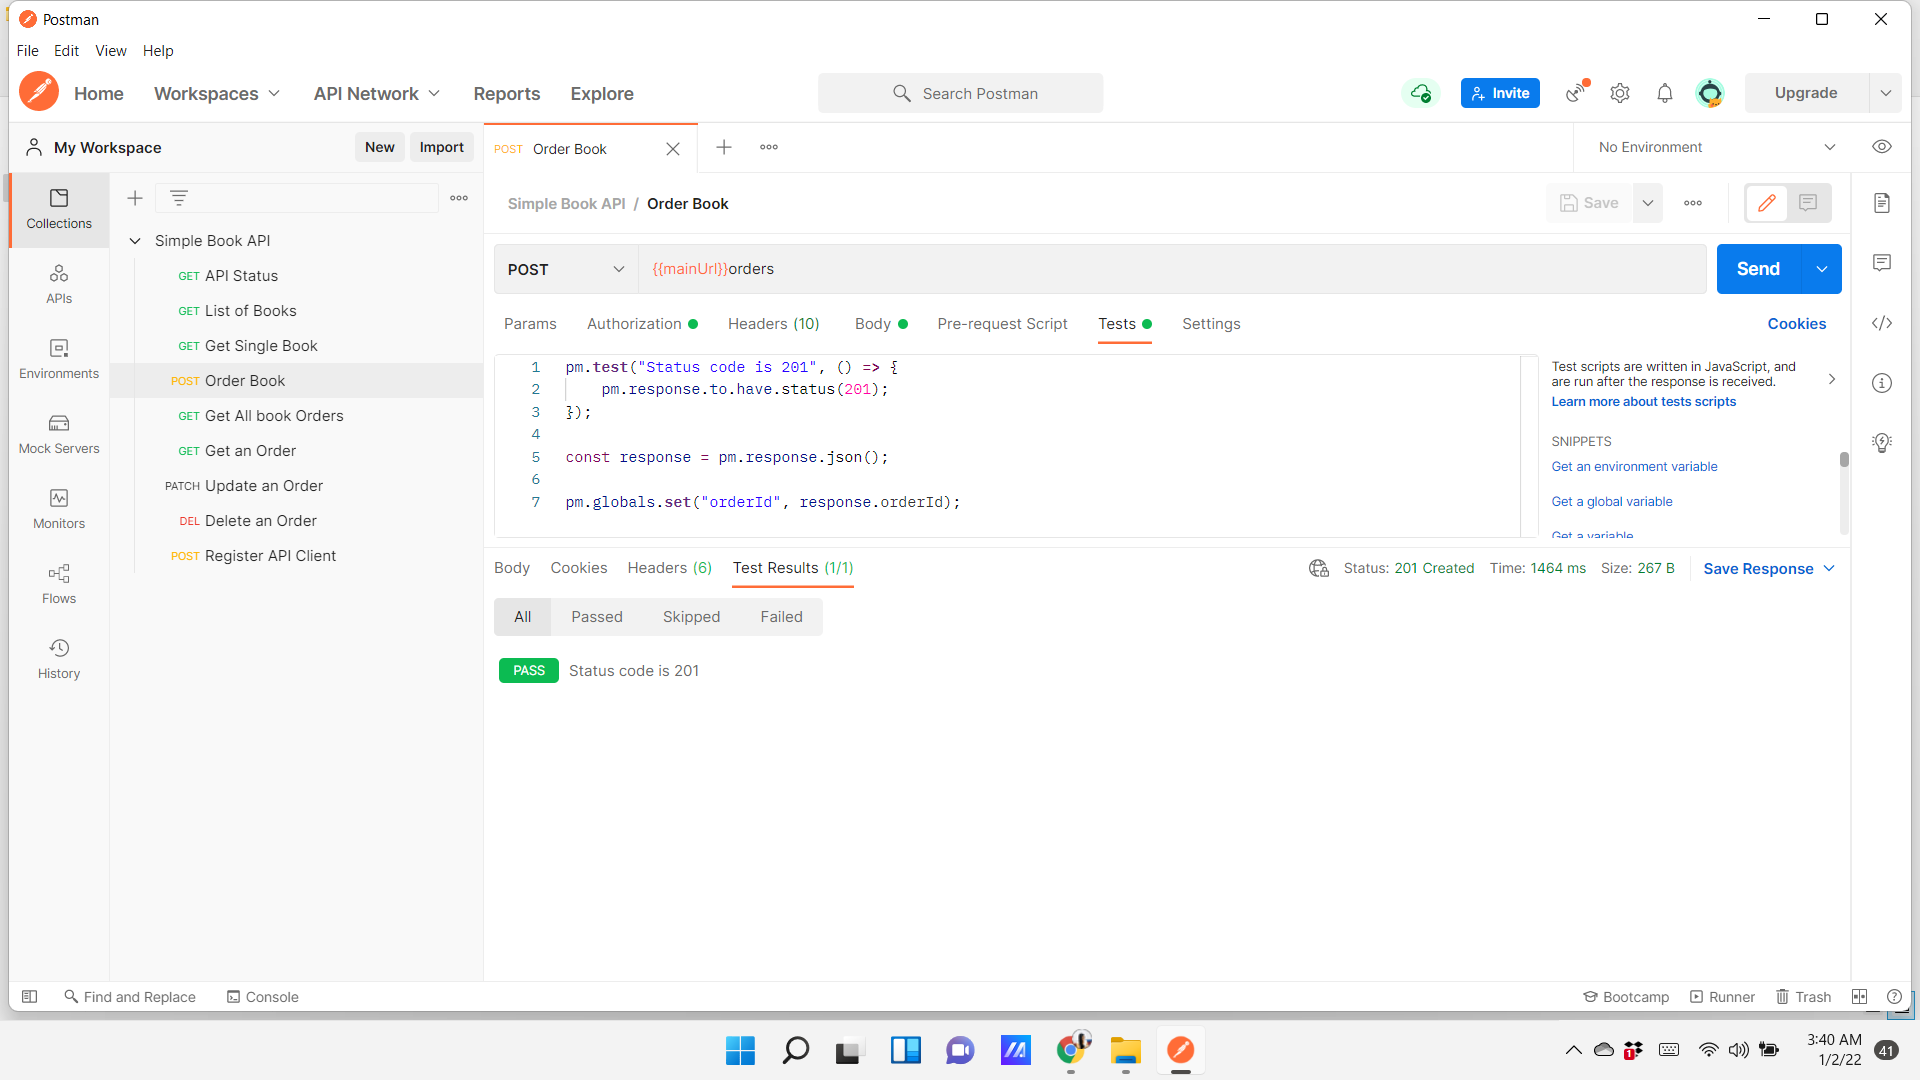 Postman
File Edit View Help
Home Workspaces API Network Reports Explore Search Postman Invite Upgrade
My Workspace New Import POST Order Book No Environment
Collections
APIs
Environments
Mock Servers
Monitors
Flows
History
Simple Book API
GET API Status
GET List of Books
GET Get Single Book
POST Order Book
GET Get All book Orders
GET Get an Order
PATCH Update an Order
DEL Delete an Order
POST Register API Client
Simple Book API / Order Book Save
POST {{mainUrl}}orders Send
Params Authorization Headers (10) Body Pre-request Script Tests Settings Cookies
1 pm.test("Status code is 201", () => {
2 pm.response.to.have.status(201);
3 });
4
5 const response = pm.response.json();
6
7 pm.globals.set("orderId", response.orderId);
Test scripts are written in JavaScript, and
are run after the response is received.
Learn more about tests scripts
SNIPPETS
Get an environment variable
Get a global variable
Get a variable
Body Cookies Headers (6) Test Results (1/1) Status: 201 Created Time: 1464 ms Size: 267 B Save Response
All Passed Skipped Failed
PASS Status code is 201
Find and Replace Console Bootcamp Runner Trash
1
3:40 AM
1/2/22
41